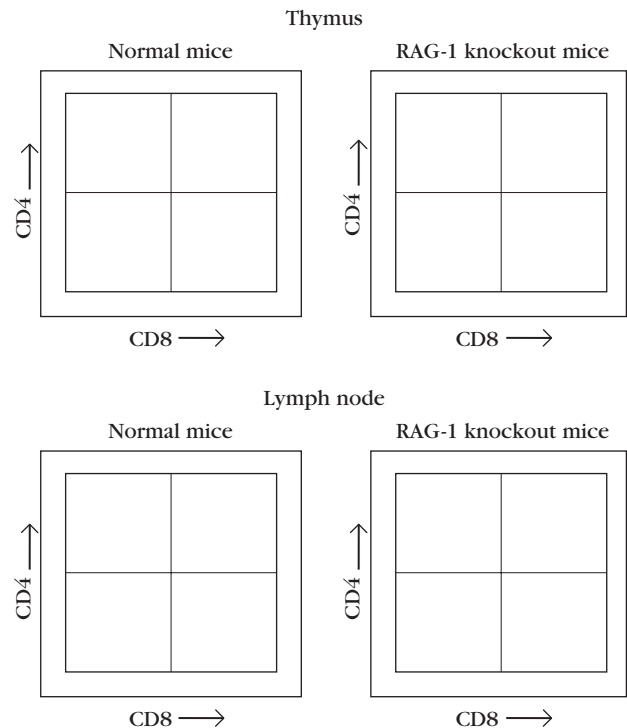 Thymus
Normal mice
RAG-1 knockout mice
CD4
CD4
CD8
CD8
Lymph node
Normal mice
RAG-1 knockout mice
CD4
CD4
CD8
CD8